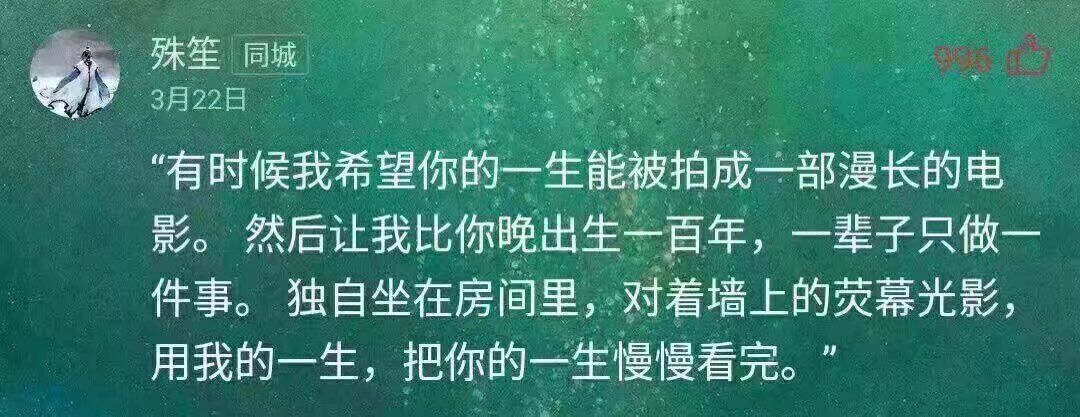 殊笙 同城 996
3月22日
“有时候我希望你的一生能被拍成一部漫长的电
影。 然后让我比你晚出生一百年，一辈子只做一
件事。 独自坐在房间里，对着墙上的荧幕光影，
用我的一生，把你的一生慢慢看完。”